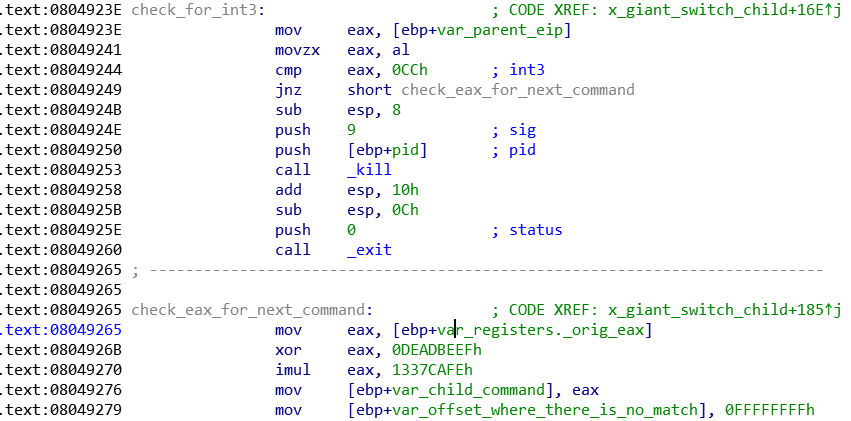 .text:0804923E check_for_int3: ; CODE XREF: x_giant_switch_child+16E↑j
.text:0804923E mov eax, [ebp+var_parent_eip]
.text:08049241 movzx eax, al
.text:08049244 cmp eax, 0CCh ; int3
.text:08049249 jnz short check_eax_for_next_command
.text:0804924B sub esp, 8
.text:0804924E push 9 ; sig
.text:08049250 push [ebp+pid] ; pid
.text:08049253 call _kill
.text:08049258 add esp, 10h
.text:0804925B sub esp, 0Ch
.text:0804925E push 0 ; status
.text:08049260 call _exit
.text:08049265 ; ---------------------------------------------------------------------------
.text:08049265
.text:08049265 check_eax_for_next_command: ; CODE XREF: x_giant_switch_child+185↑j
.text:08049265 mov eax, [ebp+var_registers._orig_eax]
.text:0804926B xor eax, 0DEADBEEFh
.text:08049270 imul eax, 1337CAFEh
.text:08049276 mov [ebp+var_child_command], eax
.text:08049279 mov [ebp+var_offset_where_there_is_no_match], 0FFFFFFFFh